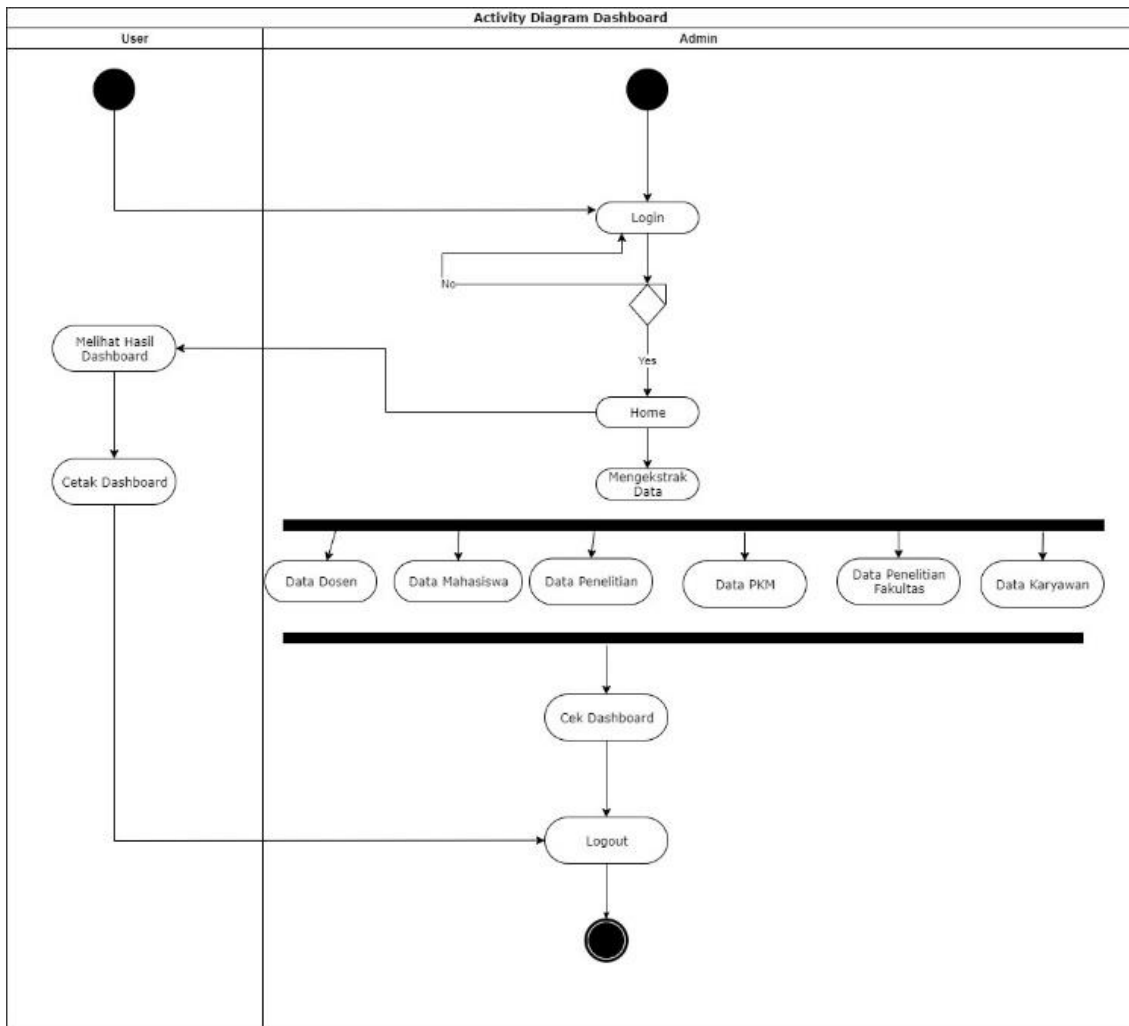 Activity Diagram Dashboard
User
Admin
Login
No
Melihat Hasil
Dashboard
Yes
Home
Cetak Dashboard
Mengekstrak
Data
Data Dosen
Data Mahasiswa
Data Penelitian
Data PKM
Data Penelitian
Fakultas
Data Karyawan
Cek Dashboard
Logout